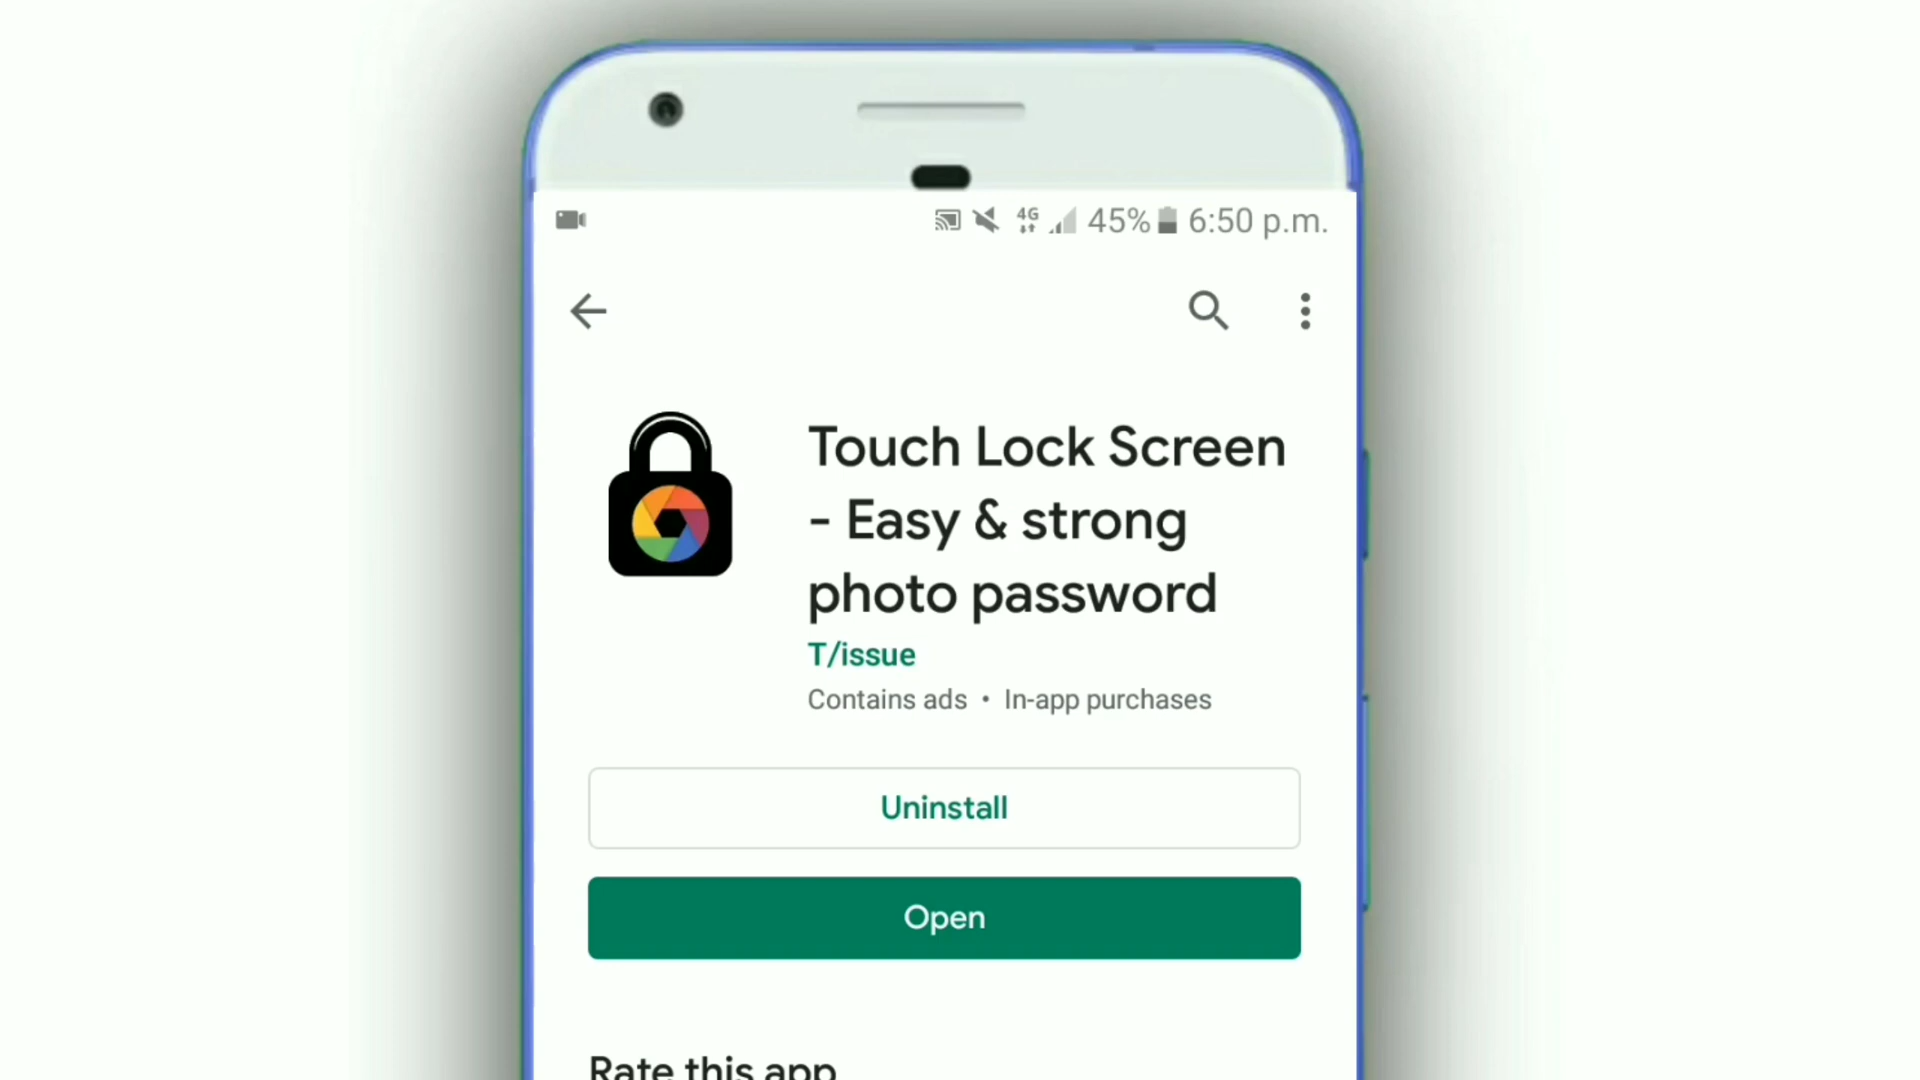 4G 45% 6:50 p.m.
Touch Lock Screen
- Easy & strong
photo password
T/issue
Contains ads • In-app purchases
Uninstall
Open
Rate this app